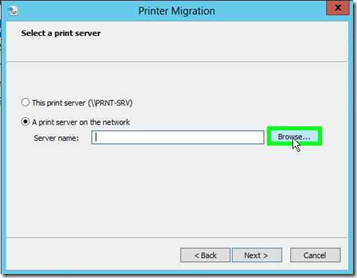 Printer Migration
Select a print server
This print server (\\PRNT-SRV)
A print server on the network
Server name:
Browse...
< Back
Next >
Cancel